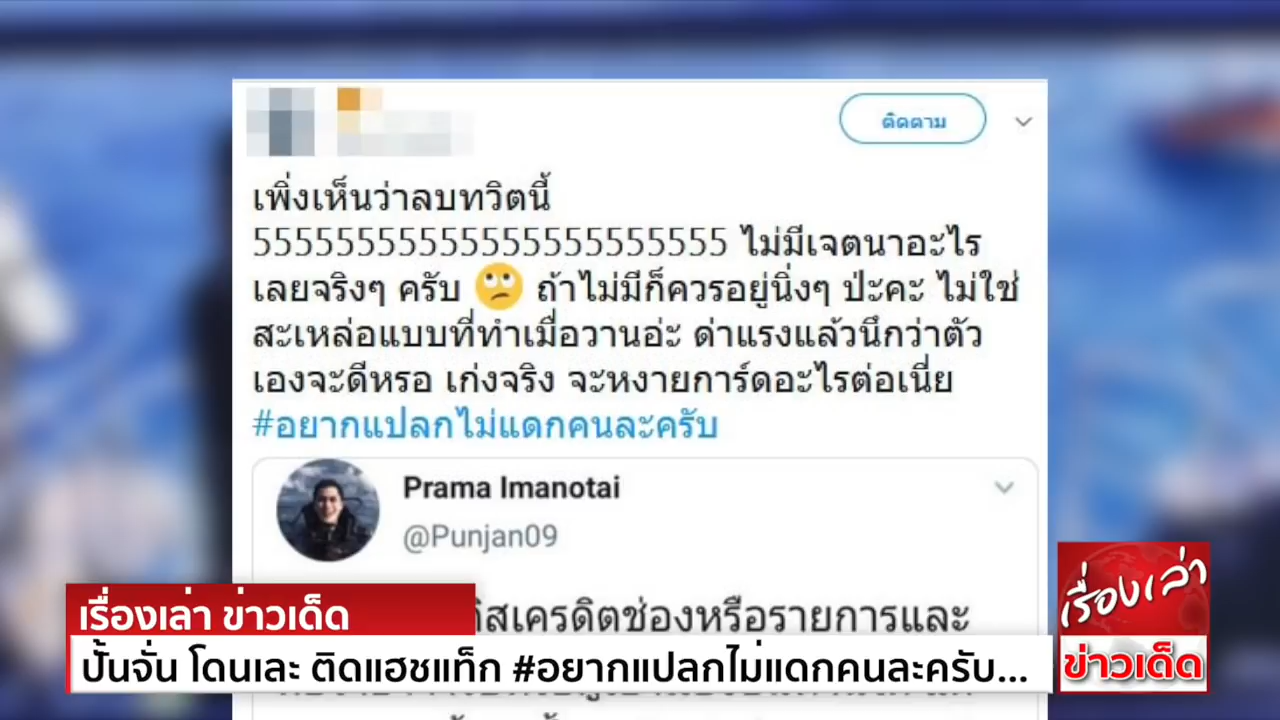 ติดตาม
เพิ่งเห็นว่าลบทวิตนี้
55555555555555555555555 ไม่มีเจตนาอะไร
เลยจริงๆ ครับ 🙄 ถ้าไม่มีก็ควรอยู่นิ่งๆ ป่ะคะ ไม่ใช่
สะเหล่อแบบที่ทำเมื่อวานอ่ะ ด่าแรงแล้วนึกว่าตัว
เองจะดีหรอ เก่งจริง จะหงายการ์ดอะไรต่อเนี่ย
#อยากแปลกไม่แดกคนละครับ
Prama Imanotai
@Punjan09
ดิสเครดิตช่องหรือรายการและ
เรื่องเล่า ข่าวเด็ด
ปั้นจั่น โดนเละ ติดแฮชแท็ก #อยากแปลกไม่แดกคนละครับ...
เรื่องเล่า
ข่าวเด็ด